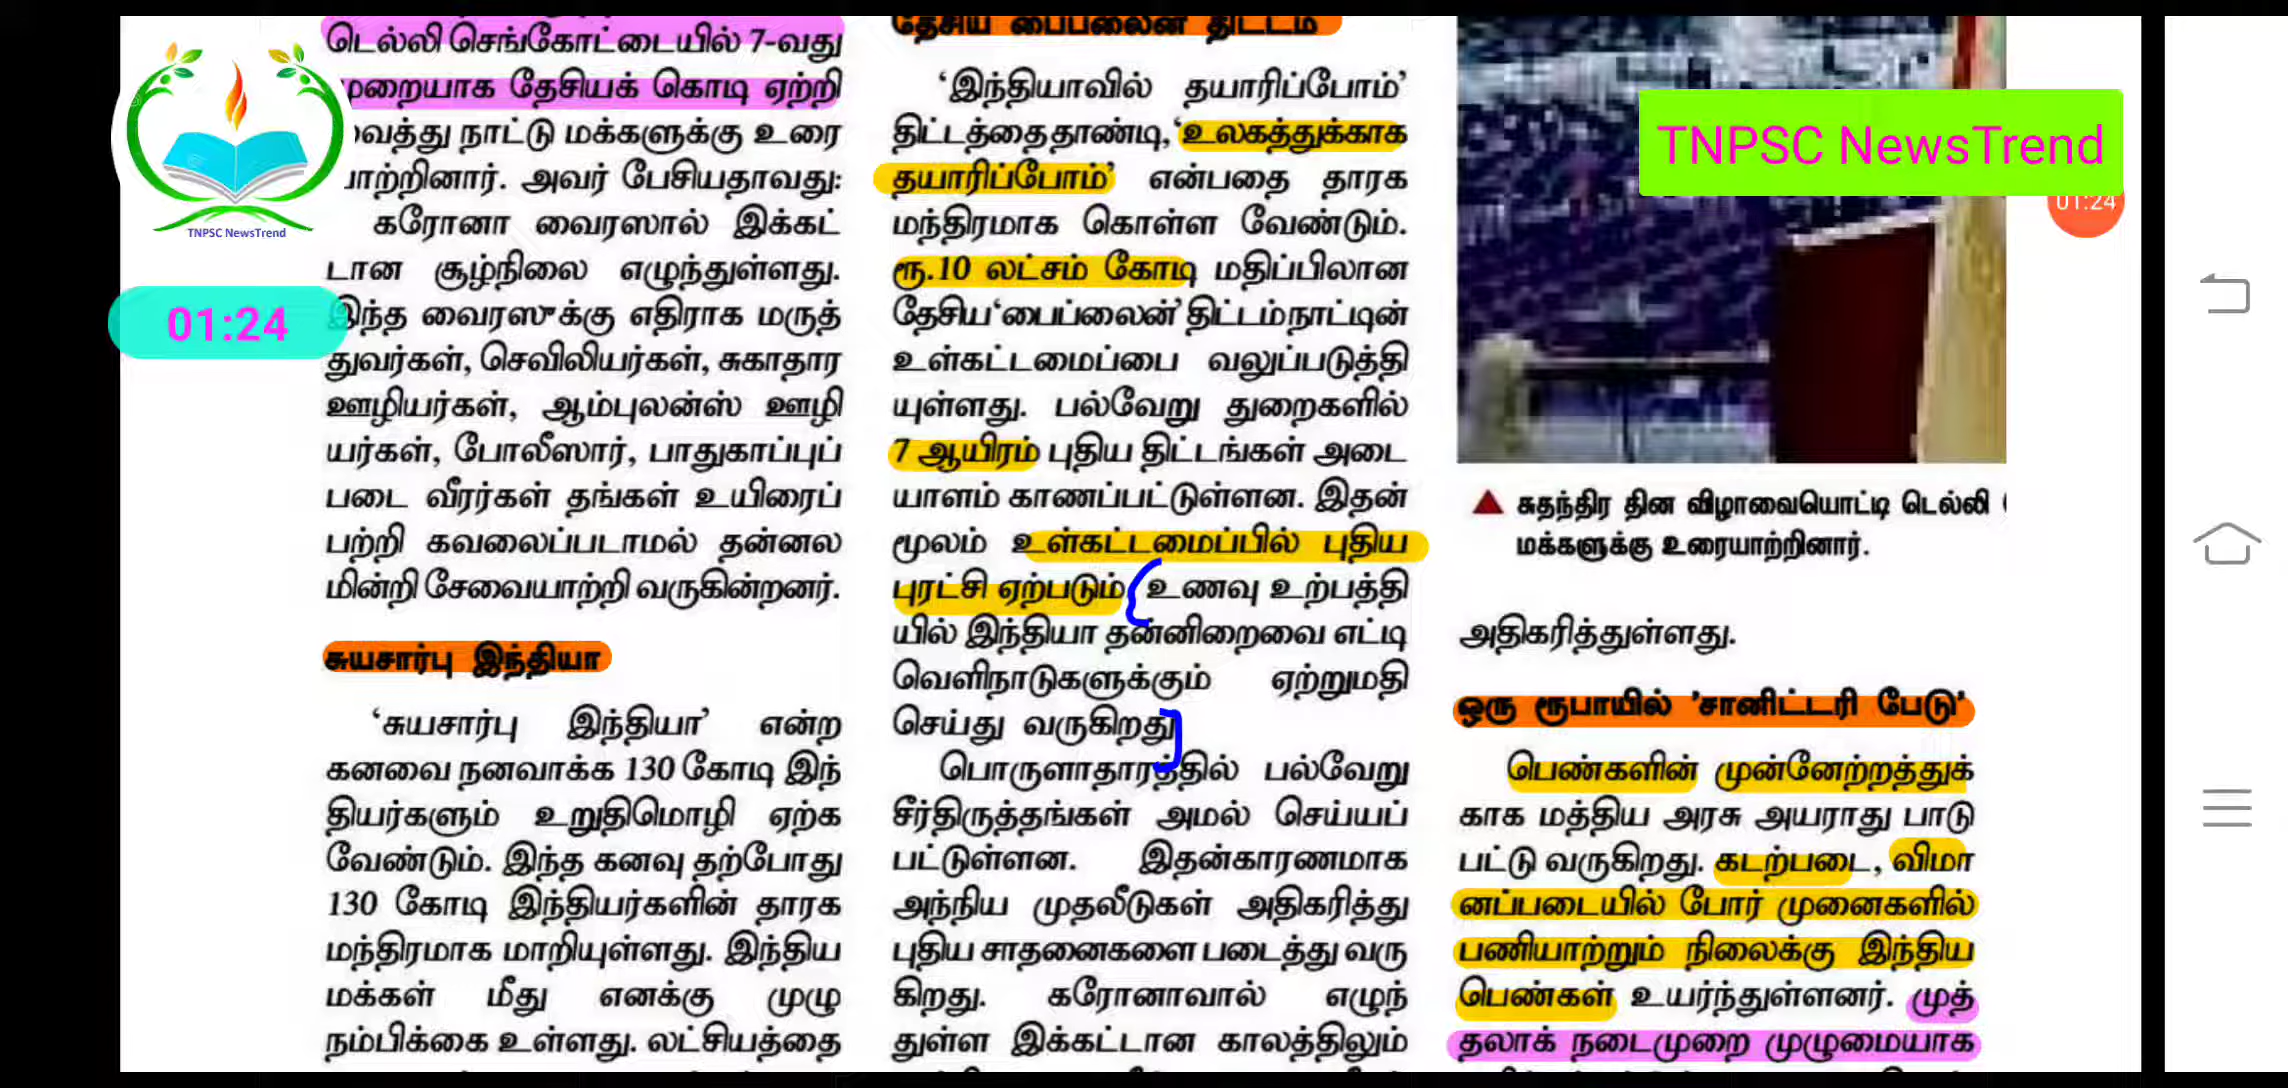 டெல்லி செங்கோட்டையில் 7-வது
முறையாக தேசியக் கொடி ஏற்றி
வைத்து நாட்டு மக்களுக்கு உரை
யாற்றினார். அவர் பேசியதாவது:
கரோனா வைரஸால் இக்கட்
டான சூழ்நிலை எழுந்துள்ளது.
இந்த வைரஸுக்கு எதிராக மருத்
துவர்கள், செவிலியர்கள், சுகாதார
ஊழியர்கள், ஆம்புலன்ஸ் ஊழி
யர்கள், போலீஸார், பாதுகாப்புப்
படை வீரர்கள் தங்கள் உயிரைப்
பற்றி கவலைப்படாமல் தன்னல
மின்றி சேவையாற்றி வருகின்றனர்.
சுயசார்பு இந்தியா
‘சுயசார்பு இந்தியா’ என்ற
கனவை நனவாக்க 130 கோடி இந்
தியர்களும் உறுதிமொழி ஏற்க
வேண்டும். இந்த கனவு தற்போது
130 கோடி இந்தியர்களின் தாரக
மந்திரமாக மாறியுள்ளது. இந்திய
மக்கள் மீது எனக்கு முழு
நம்பிக்கை உள்ளது. லட்சியத்தை
தேசிய பைப்லைன் திட்டம்
‘இந்தியாவில் தயாரிப்போம்’
திட்டத்தை தாண்டி, ‘உலகத்துக்காக
தயாரிப்போம்’ என்பதை தாரக
மந்திரமாக கொள்ள வேண்டும்.
ரூ.10 லட்சம் கோடி மதிப்பிலான
தேசிய ‘பைப்லைன்’ திட்டம் நாட்டின்
உள்கட்டமைப்பை வலுப்படுத்தி
யுள்ளது. பல்வேறு துறைகளில்
7 ஆயிரம் புதிய திட்டங்கள் அடை
யாளம் காணப்பட்டுள்ளன. இதன்
மூலம் உள்கட்டமைப்பில் புதிய
புரட்சி ஏற்படும் உணவு உற்பத்தி
யில் இந்தியா தன்னிறைவை எட்டி
வெளிநாடுகளுக்கும் ஏற்றுமதி
செய்து வருகிறது
பொருளாதாரத்தில் பல்வேறு
சீர்திருத்தங்கள் அமல் செய்யப்
பட்டுள்ளன. இதன்காரணமாக
அந்நிய முதலீடுகள் அதிகரித்து
புதிய சாதனைகளை படைத்து வரு
கிறது. கரோனாவால் எழுந்
துள்ள இக்கட்டான காலத்திலும்
▲ சுதந்திர தின விழாவையொட்டி டெல்லி
மக்களுக்கு உரையாற்றினார்.
அதிகரித்துள்ளது.
ஒரு ரூபாயில் 'சானிட்டரி பேடு'
பெண்களின் முன்னேற்றத்துக்
காக மத்திய அரசு அயராது பாடு
பட்டு வருகிறது. கடற்படை, விமா
னப்படையில் போர் முனைகளில்
பணியாற்றும் நிலைக்கு இந்திய
பெண்கள் உயர்ந்துள்ளனர். முத்
தலாக் நடைமுறை முழுமையாக
TNPSC NewsTrend
01:24
TNPSC NewsTrend
01:24